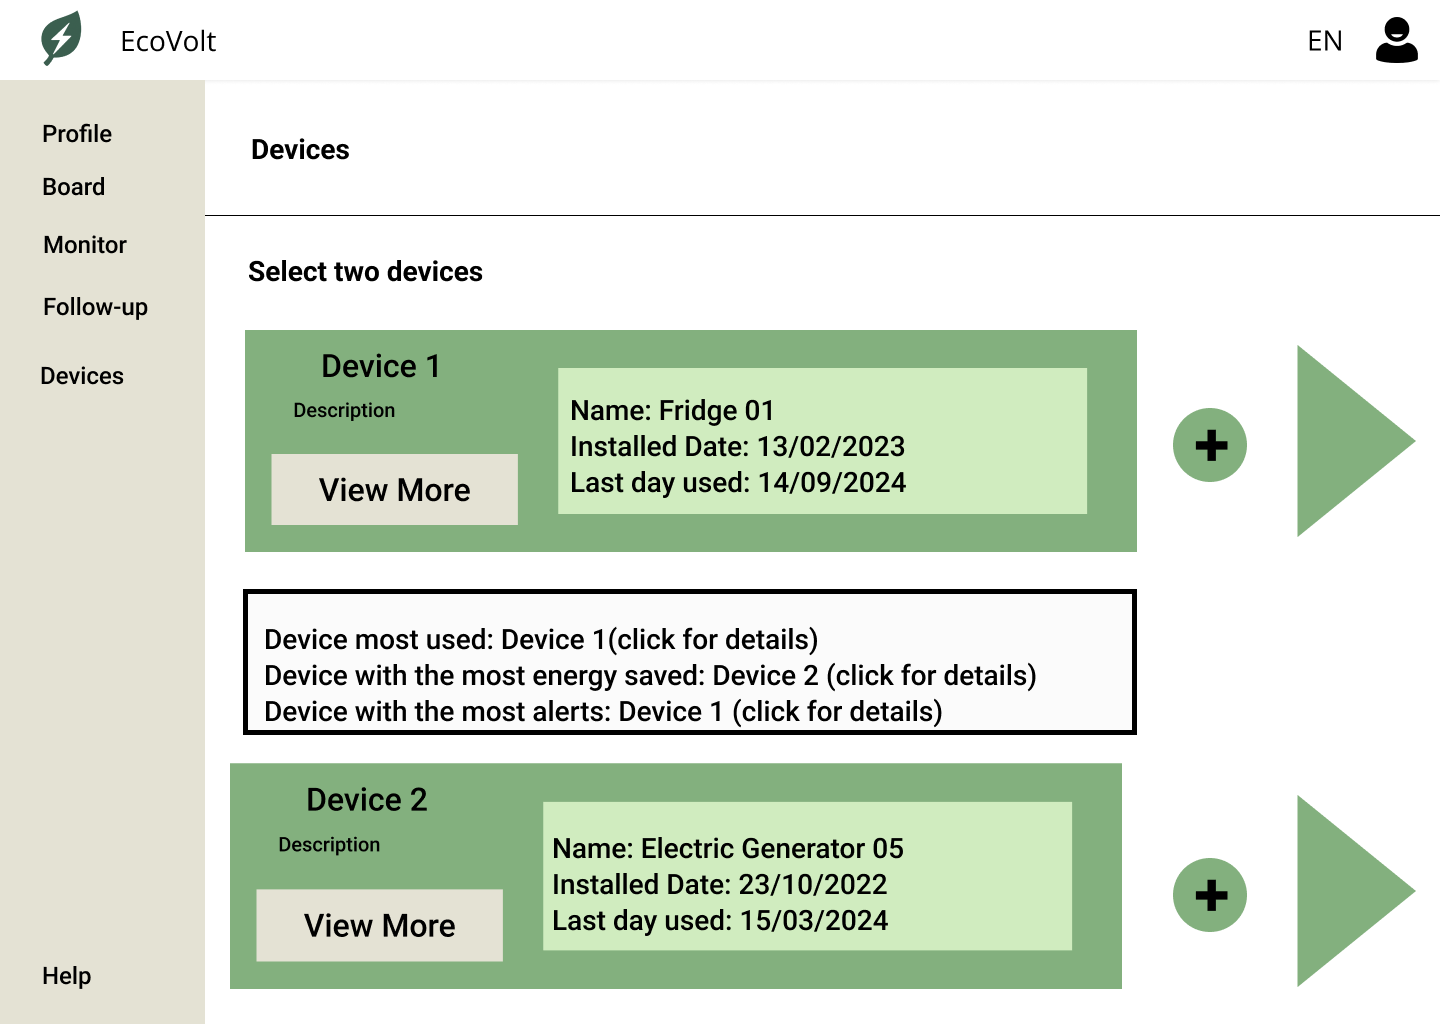 EcoVolt
EN
Profile
Board
Monitor
Follow-up
Devices
Help
Devices
Select two devices
Device 1
Description
View More
Name: Fridge 01
Installed Date: 13/02/2023
Last day used: 14/09/2024
Device most used: Device 1(click for details)
Device with the most energy saved: Device 2 (click for details)
Device with the most alerts: Device 1 (click for details)
Device 2
Description
View More
Name: Electric Generator 05
Installed Date: 23/10/2022
Last day used: 15/03/2024